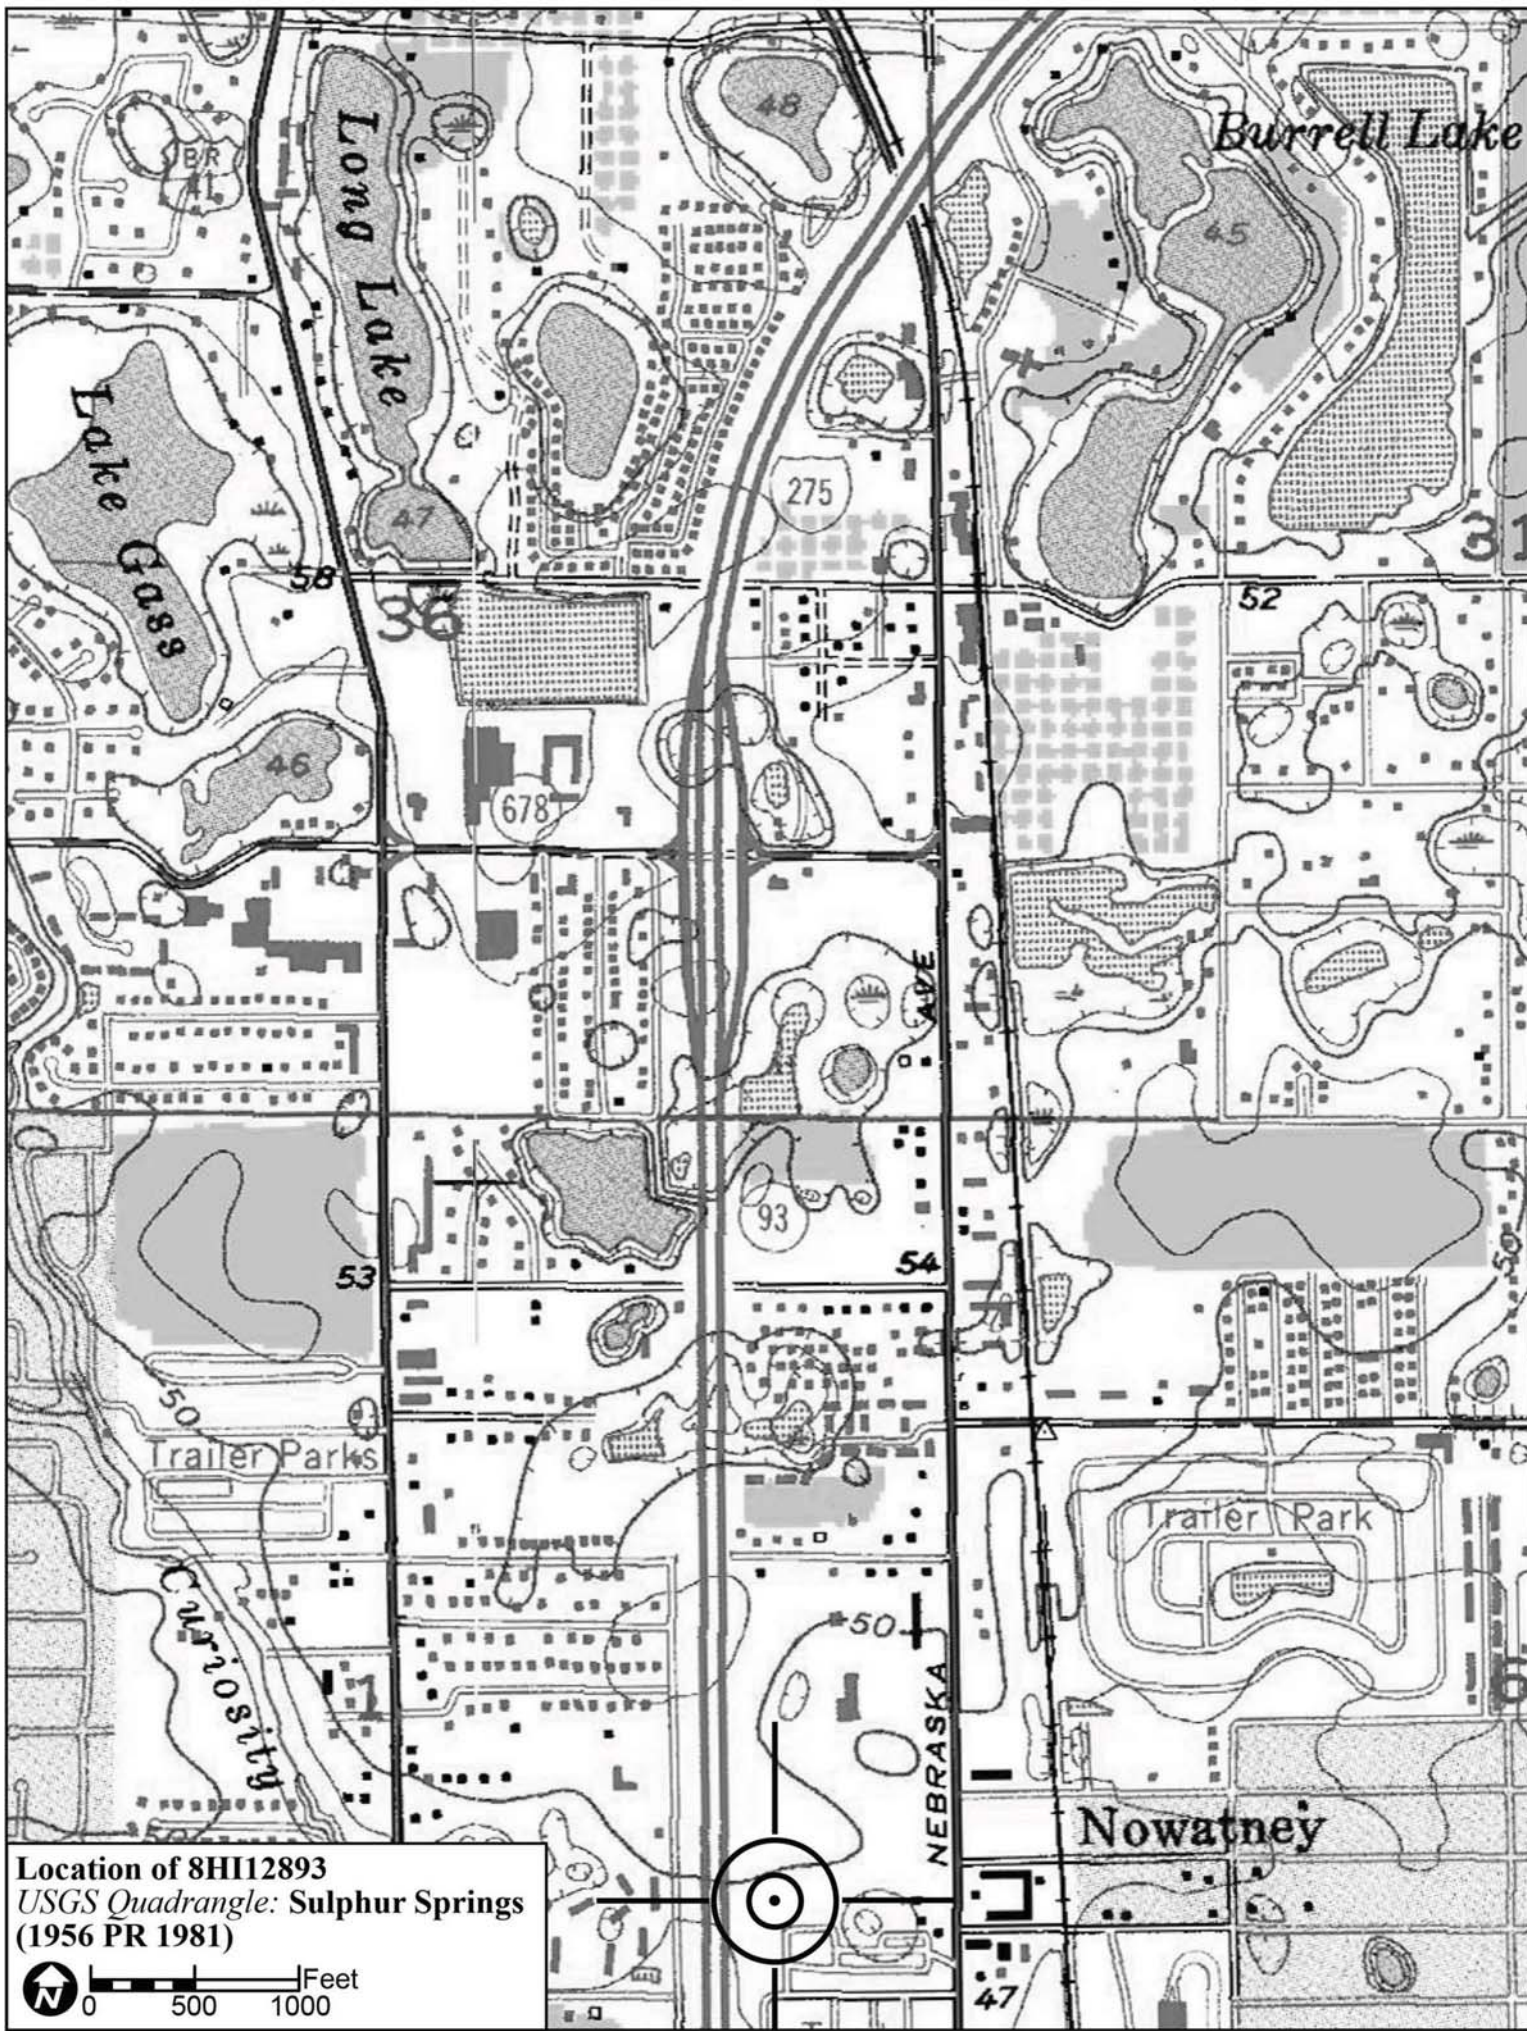 48
Burrell Lake
BR
41
Long Lake
45
Lake Gass
275
47
31
58
36
52
46
678
AVE
93
54
53
50
50
Trailer Parks
Trailer Park
Curiosity
50
1
NEBRASKA
Nowatney
Location of 8HI12893
USGS Quadrangle: Sulphur Springs
(1956 PR 1981)
N
Feet
0 500 1000
47